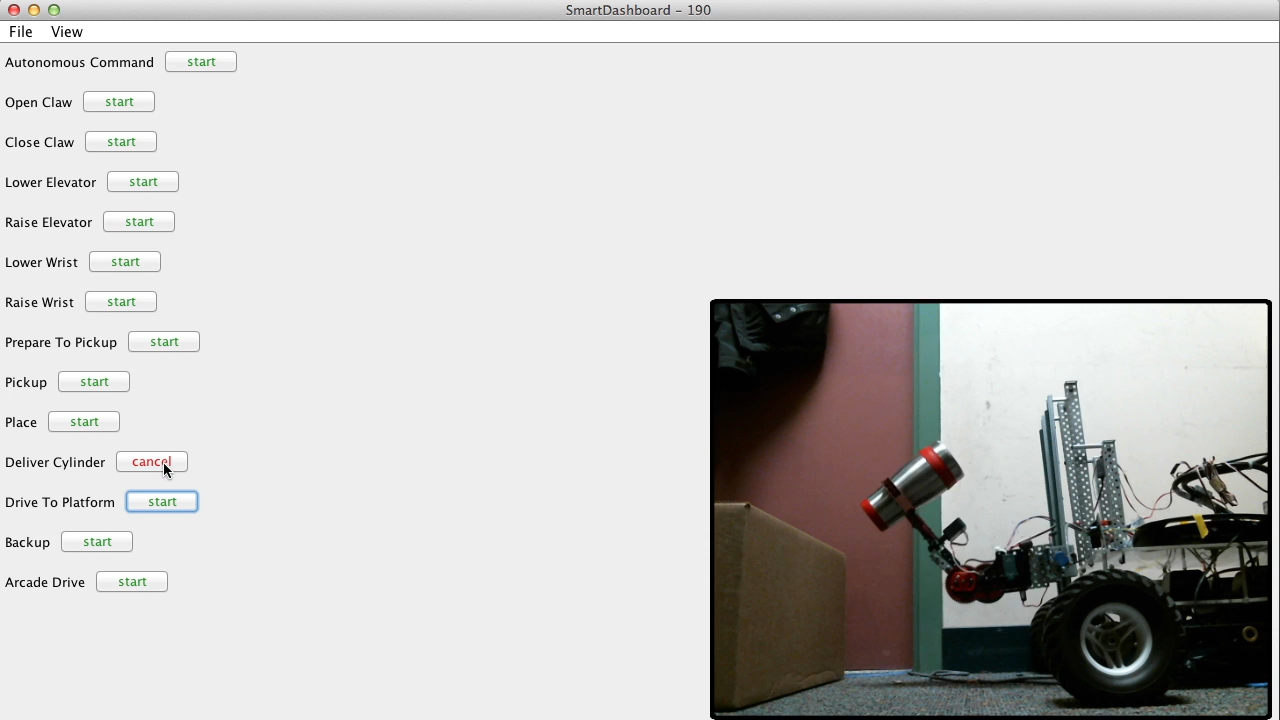 SmartDashboard - 190
File View
Autonomous Command start
Open Claw start
Close Claw start
Lower Elevator start
Raise Elevator start
Lower Wrist start
Raise Wrist start
Prepare To Pickup start
Pickup start
Place start
Deliver Cylinder cancel
Drive To Platform start
Backup start
Arcade Drive start